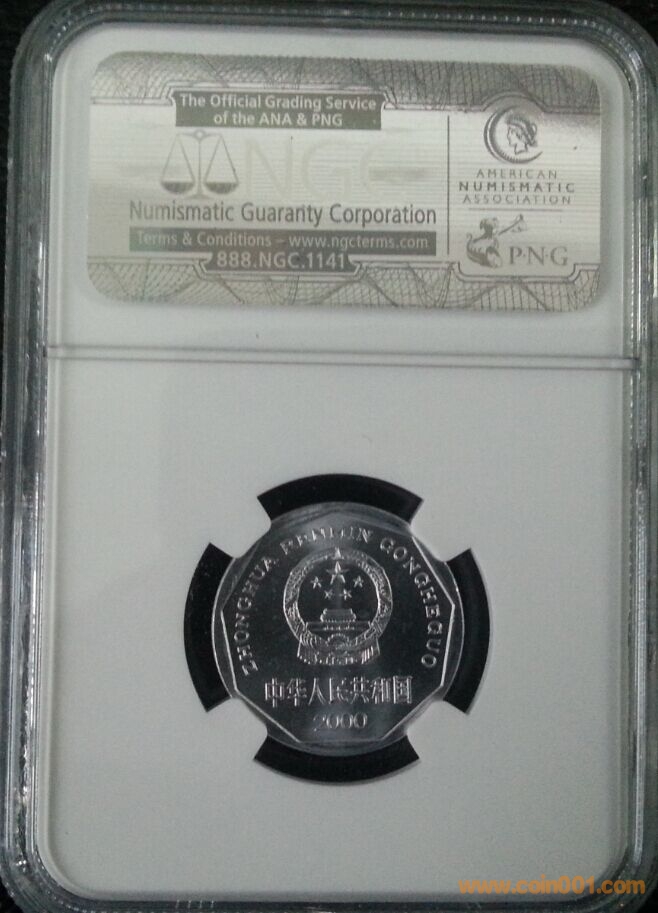 The Official Grading Service
of the ANA & PNG
NGC
Numismatic Guaranty Corporation
Terms & Conditions – www.ngcterms.com
888.NGC.1141
AMERICAN
NUMISMATIC
ASSOCIATION
P·N·G
ZHONGHUA RENMIN GONGHEGUO
中华人民共和国
2000
www.coin001.com